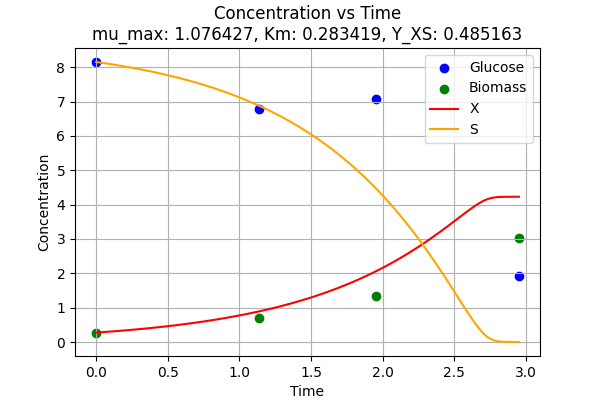 Concentration vs Time
mu_max: 1.076427, Km: 0.283419, Y_XS: 0.485163
Glucose
Biomass
X
S
Concentration
8
7
6
5
4
3
2
1
0
0.0 0.5 1.0 1.5 2.0 2.5 3.0
Time